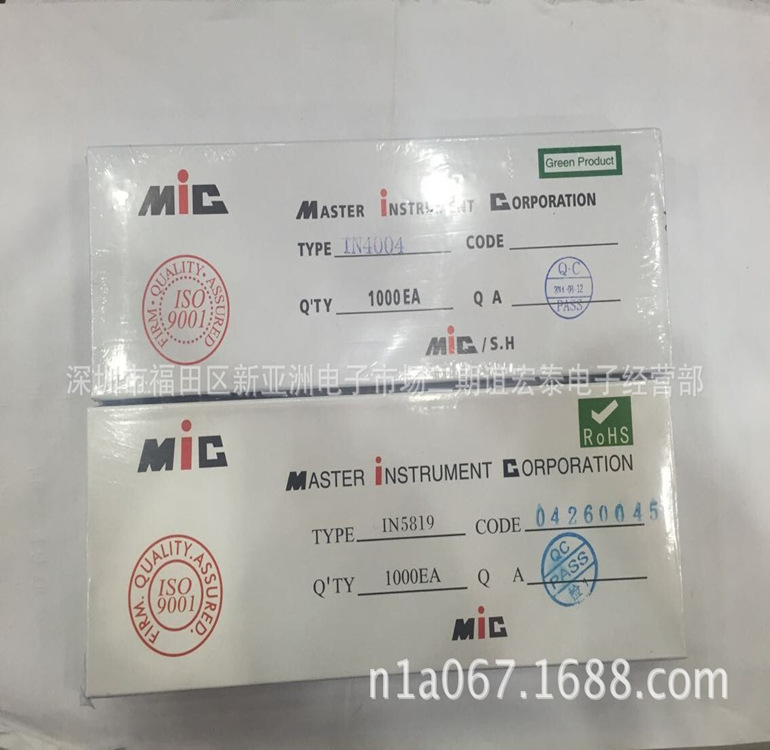 Green Product
MiC
MASTER iNSTRUMENT CORPORATION
TYPE IN4004 CODE
FIRM. QUALITY. ASSURED
ISO
9001
Q'TY 1000EA Q A
Q.C
PASS
MiC / S.H
深圳市福田区新亚洲电子市场 期谊宏泰电子经营部
RoHS
MiC
MASTER iNSTRUMENT CORPORATION
TYPE IN5819 CODE 04260045
FIRM. QUALITY. ASSURED.
ISO
9001
Q'TY 1000EA Q A
QC
PASS
MiC
n1a067.1688.com